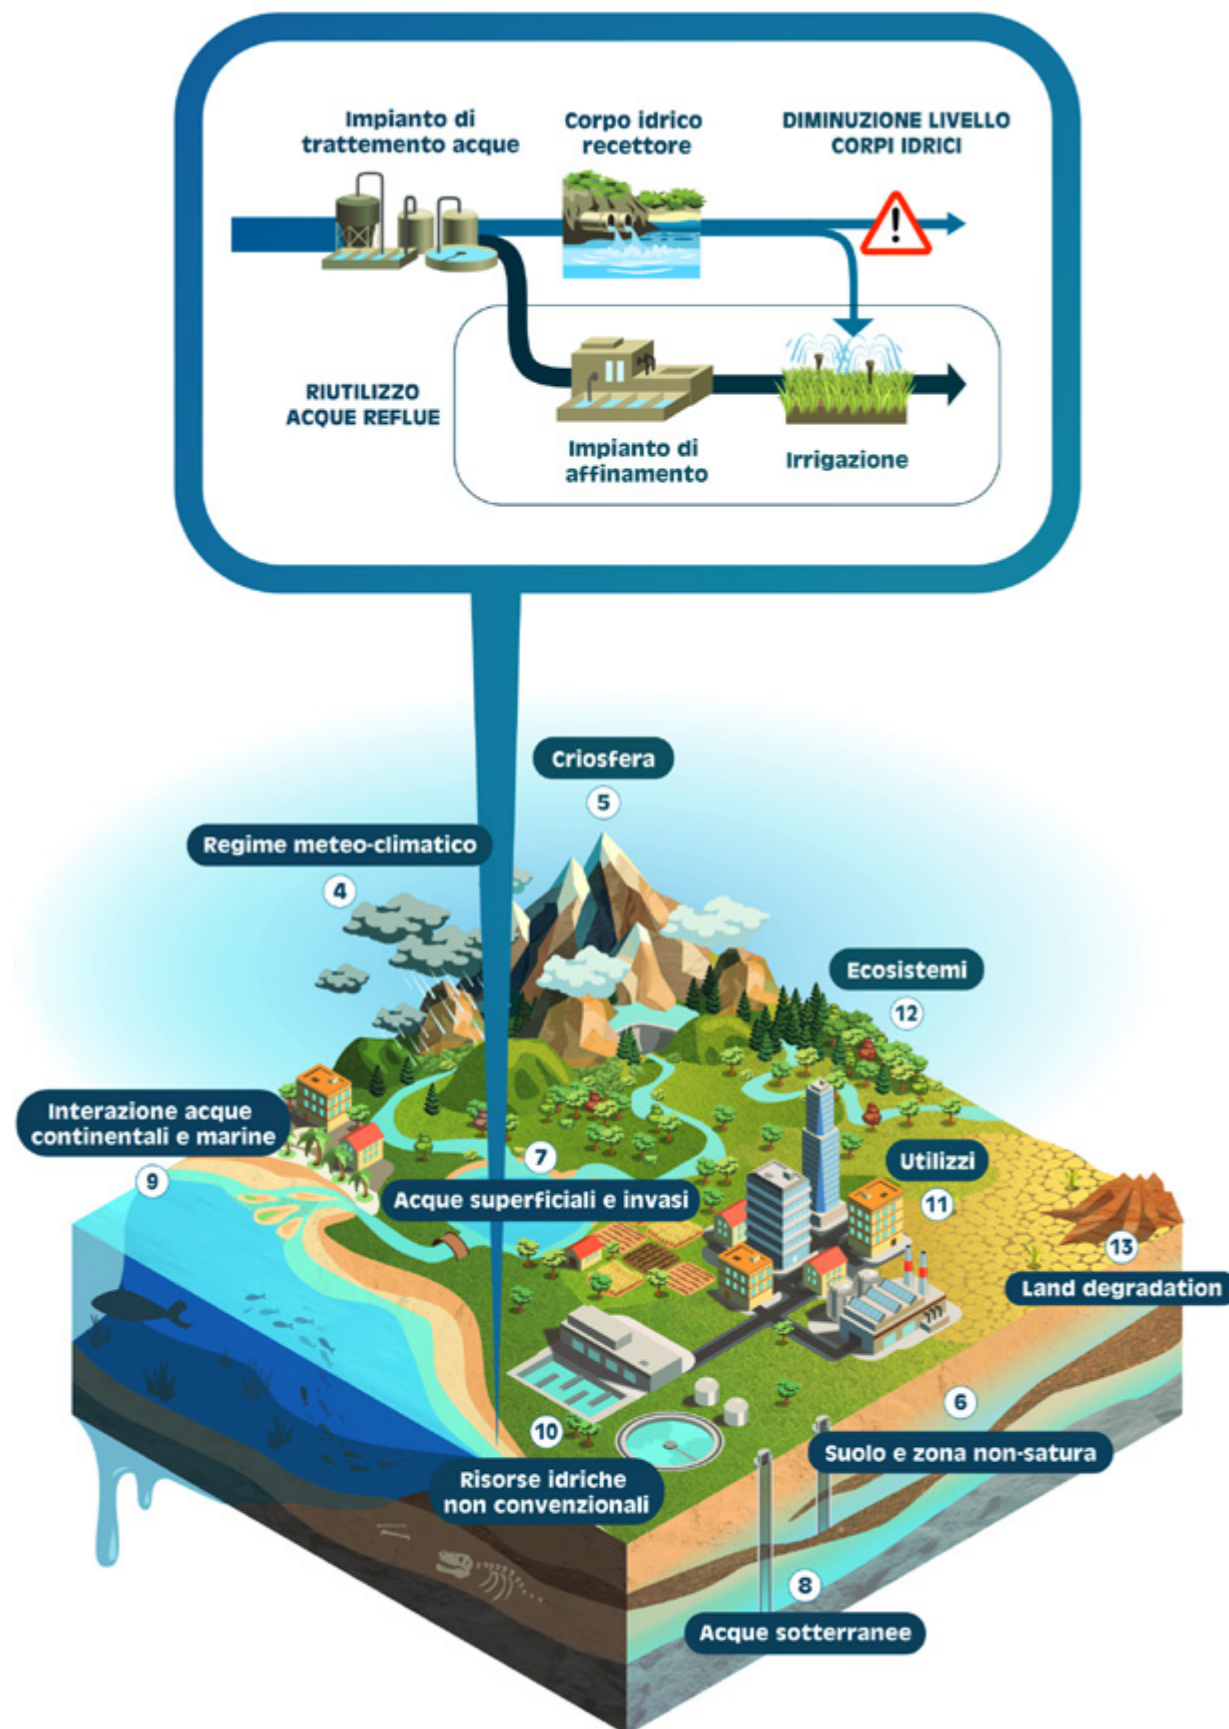 Impianto di
trattemento acque
Corpo idrico
recettore
DIMINUZIONE LIVELLO
CORPI IDRICI
RIUTILIZZO
ACQUE REFLUE
Impianto di
affinamento
Irrigazione
Criosfera
5
Regime meteo-climatico
4
Ecosistemi
12
Interazione acque
continentali e marine
9
7
Acque superficiali e invasi
Utilizzi
11
13
Land degradation
6
Suolo e zona non-satura
10
Risorse idriche
non convenzionali
8
Acque sotterranee